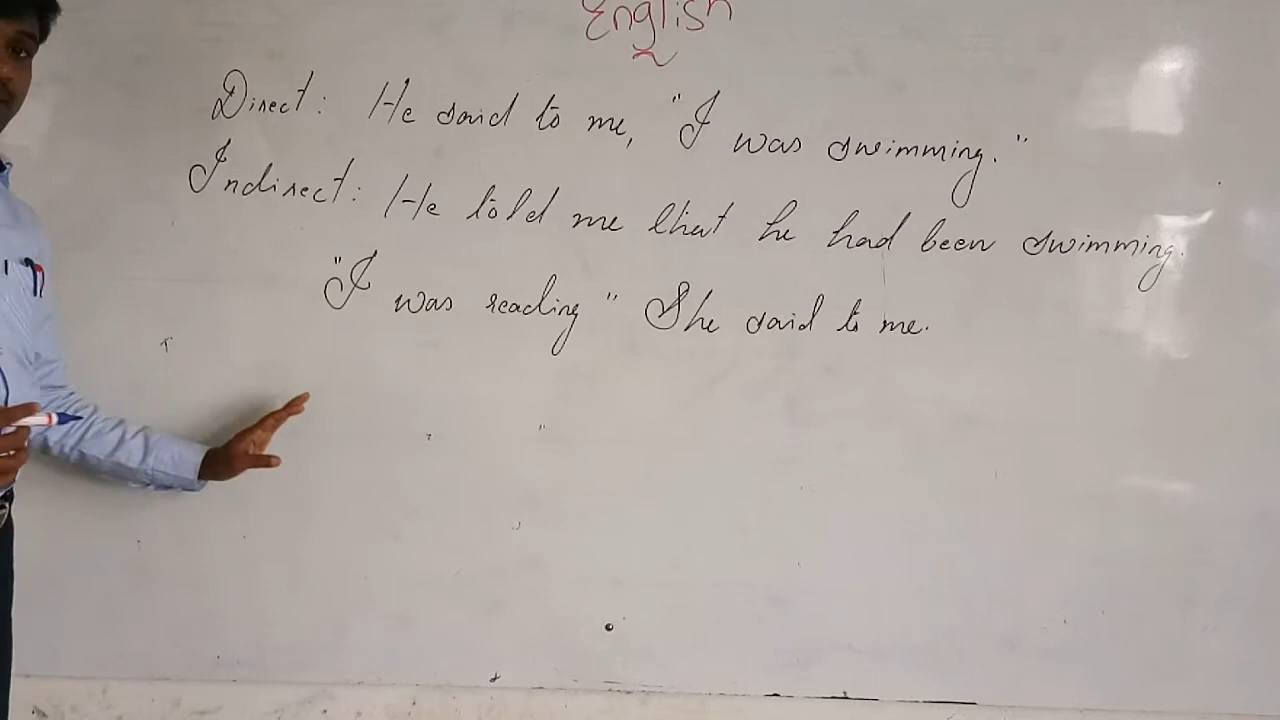 English
Direct: He said to me, "I was swimming."
Indirect: He told me that he had been swimming.
"I was reading" She said to me.